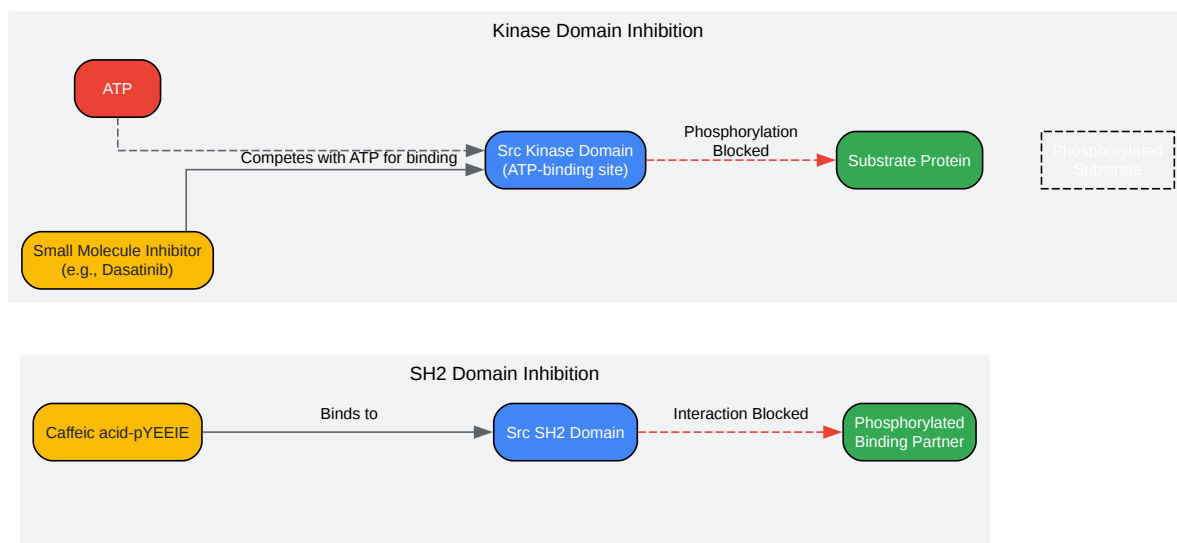 Kinase Domain Inhibition
ATP
Competes with ATP for binding
Src Kinase Domain
(ATP-binding site)
Phosphorylation
Blocked
Substrate Protein
Phosphorylated
Substrate
Small Molecule Inhibitor
(e.g., Dasatinib)
SH2 Domain Inhibition
Caffeic acid-pYEEIE
Binds to
Src SH2 Domain
Interaction Blocked
Phosphorylated
Binding Partner